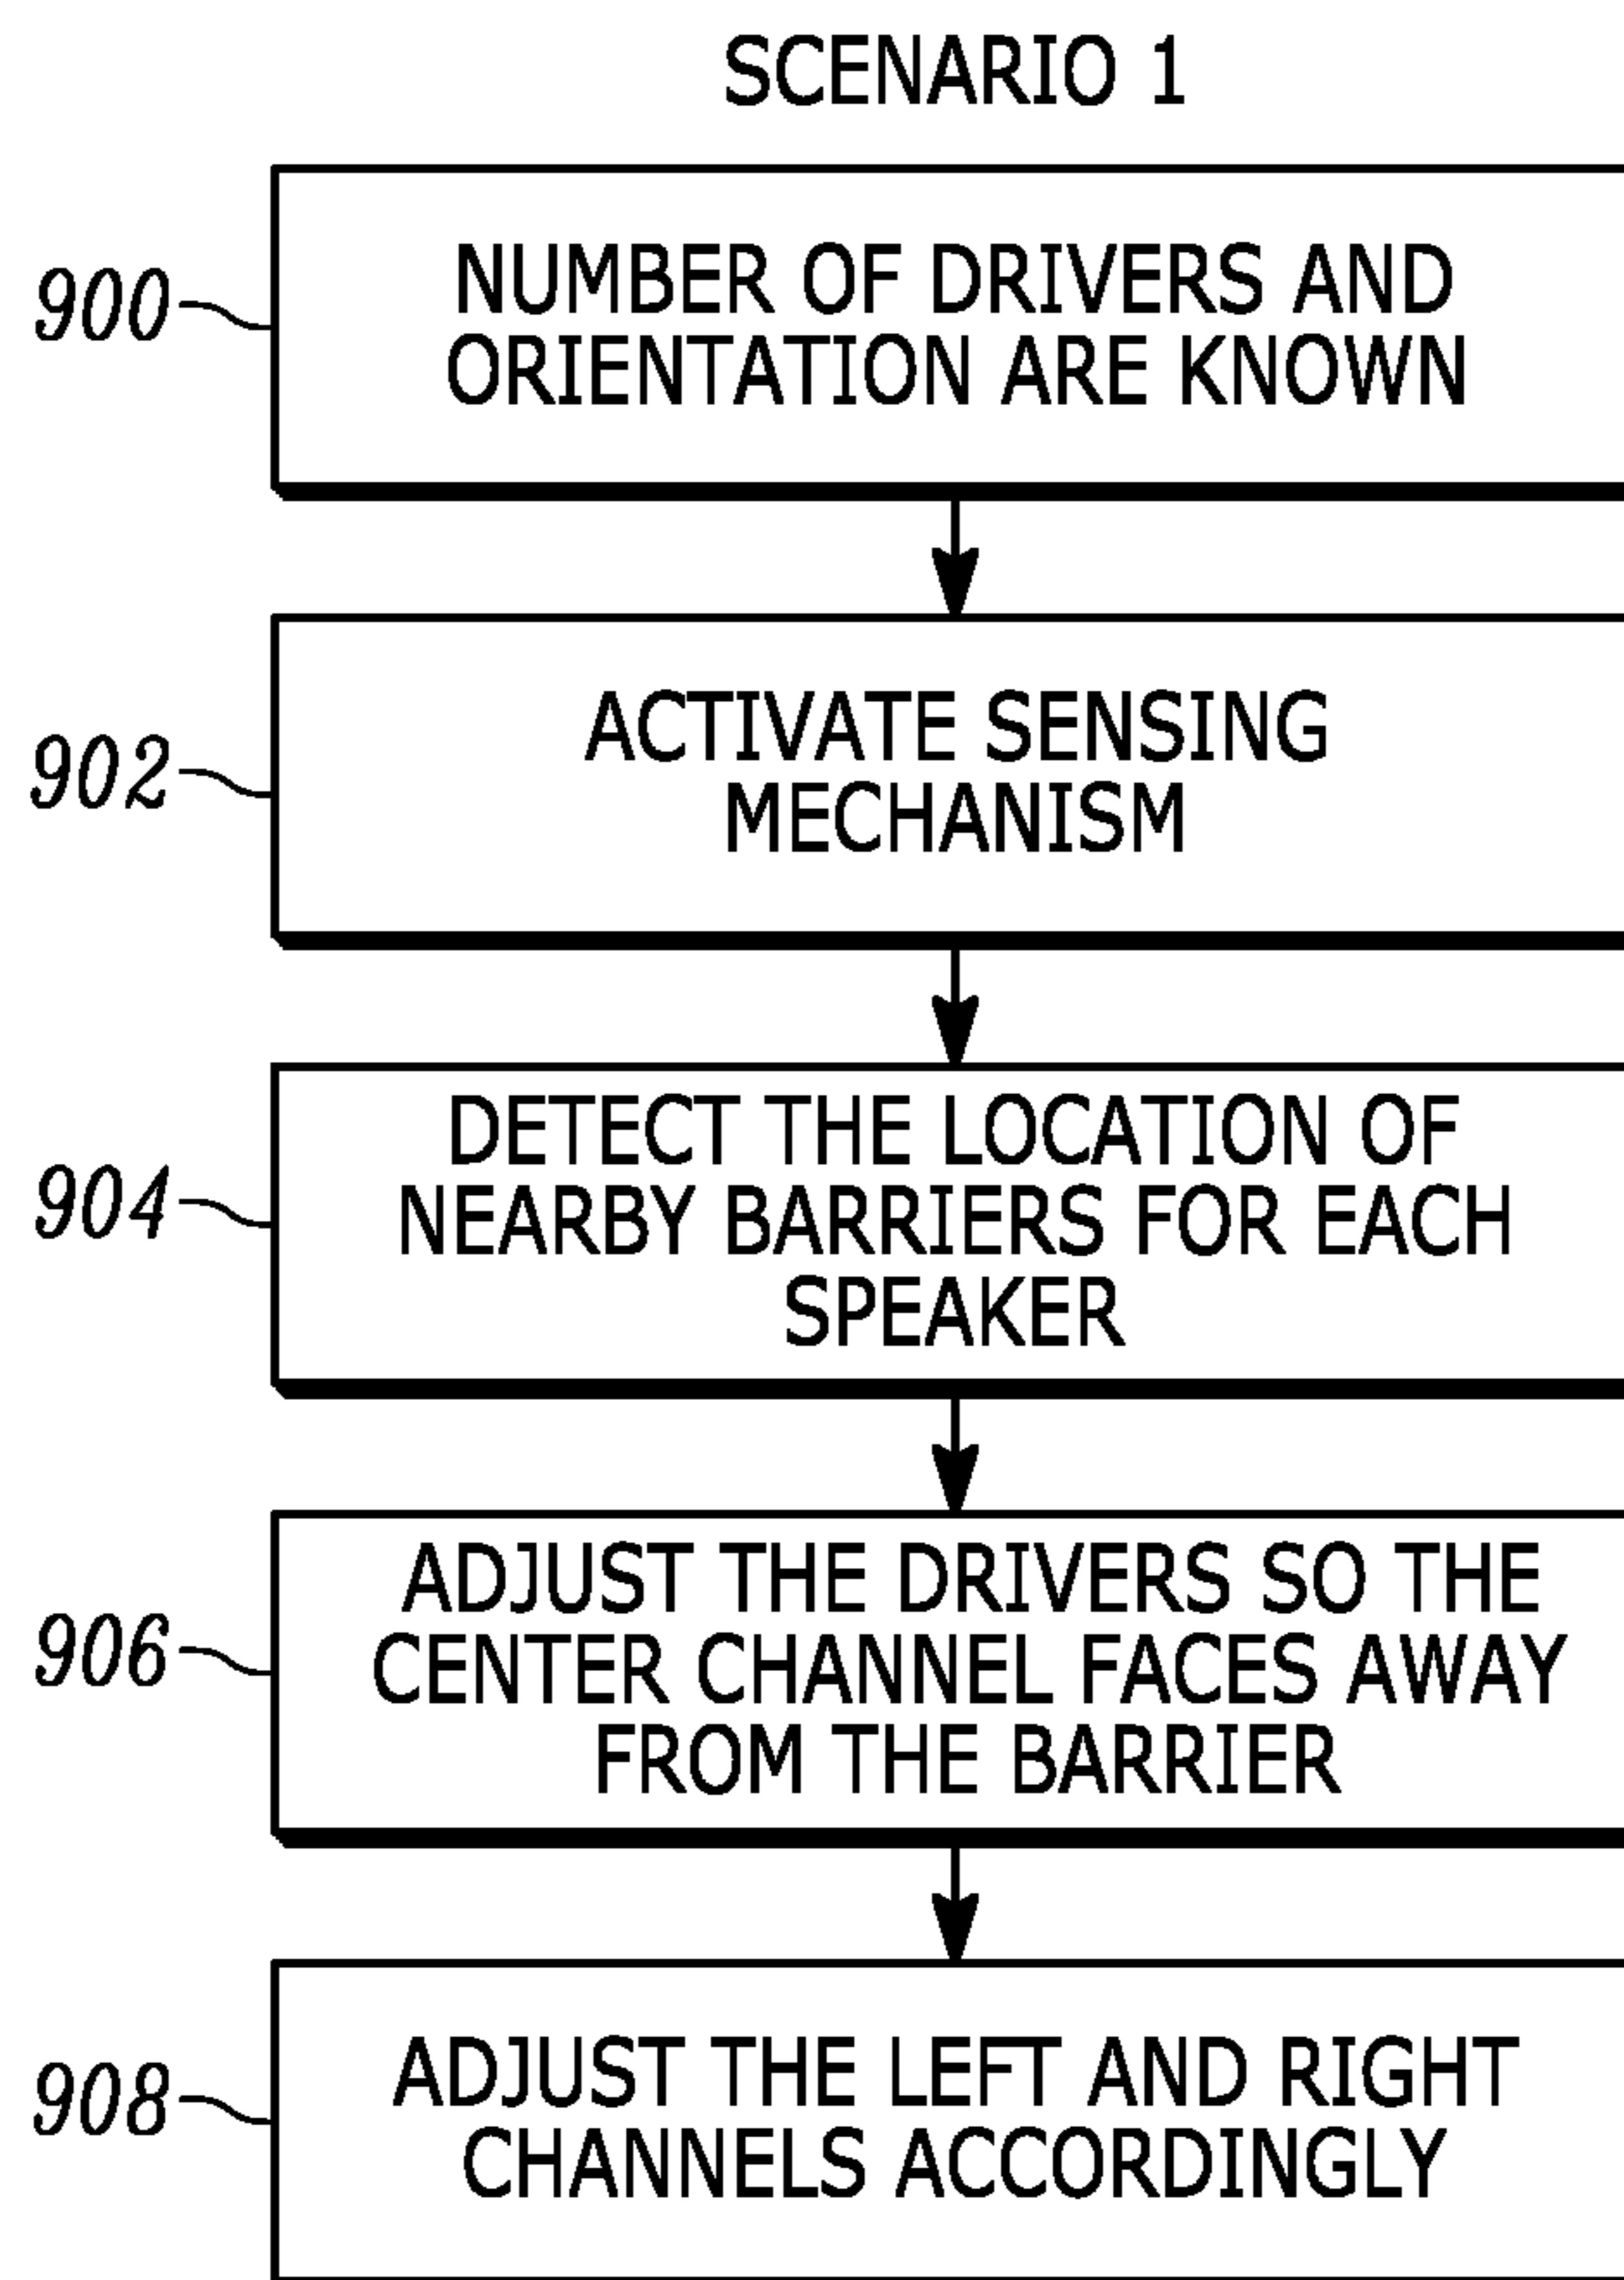 SCENARIO 1
900
NUMBER OF DRIVERS AND
ORIENTATION ARE KNOWN
902
ACTIVATE SENSING
MECHANISM
904
DETECT THE LOCATION OF
NEARBY BARRIERS FOR EACH
SPEAKER
906
ADJUST THE DRIVERS SO THE
CENTER CHANNEL FACES AWAY
FROM THE BARRIER
908
ADJUST THE LEFT AND RIGHT
CHANNELS ACCORDINGLY